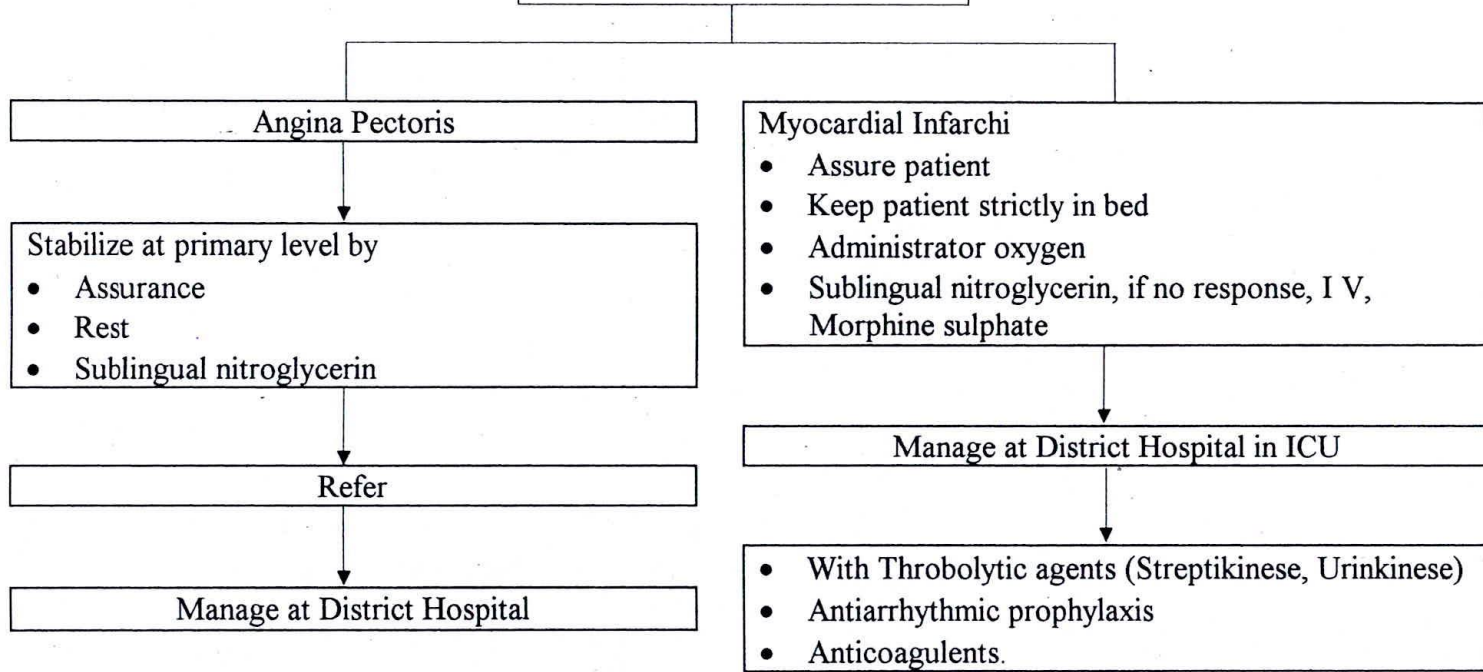 Angina Pectoris
Stabilize at primary level by
• Assurance
• Rest
• Sublingual nitroglycerin
Refer
Manage at District Hospital
Myocardial Infarchi
• Assure patient
• Keep patient strictly in bed
• Administrator oxygen
• Sublingual nitroglycerin, if no response, I V,
Morphine sulphate
Manage at District Hospital in ICU
• With Throbolytic agents (Streptikinese, Urinkinese)
• Antiarrhythmic prophylaxis
• Anticoagulents.